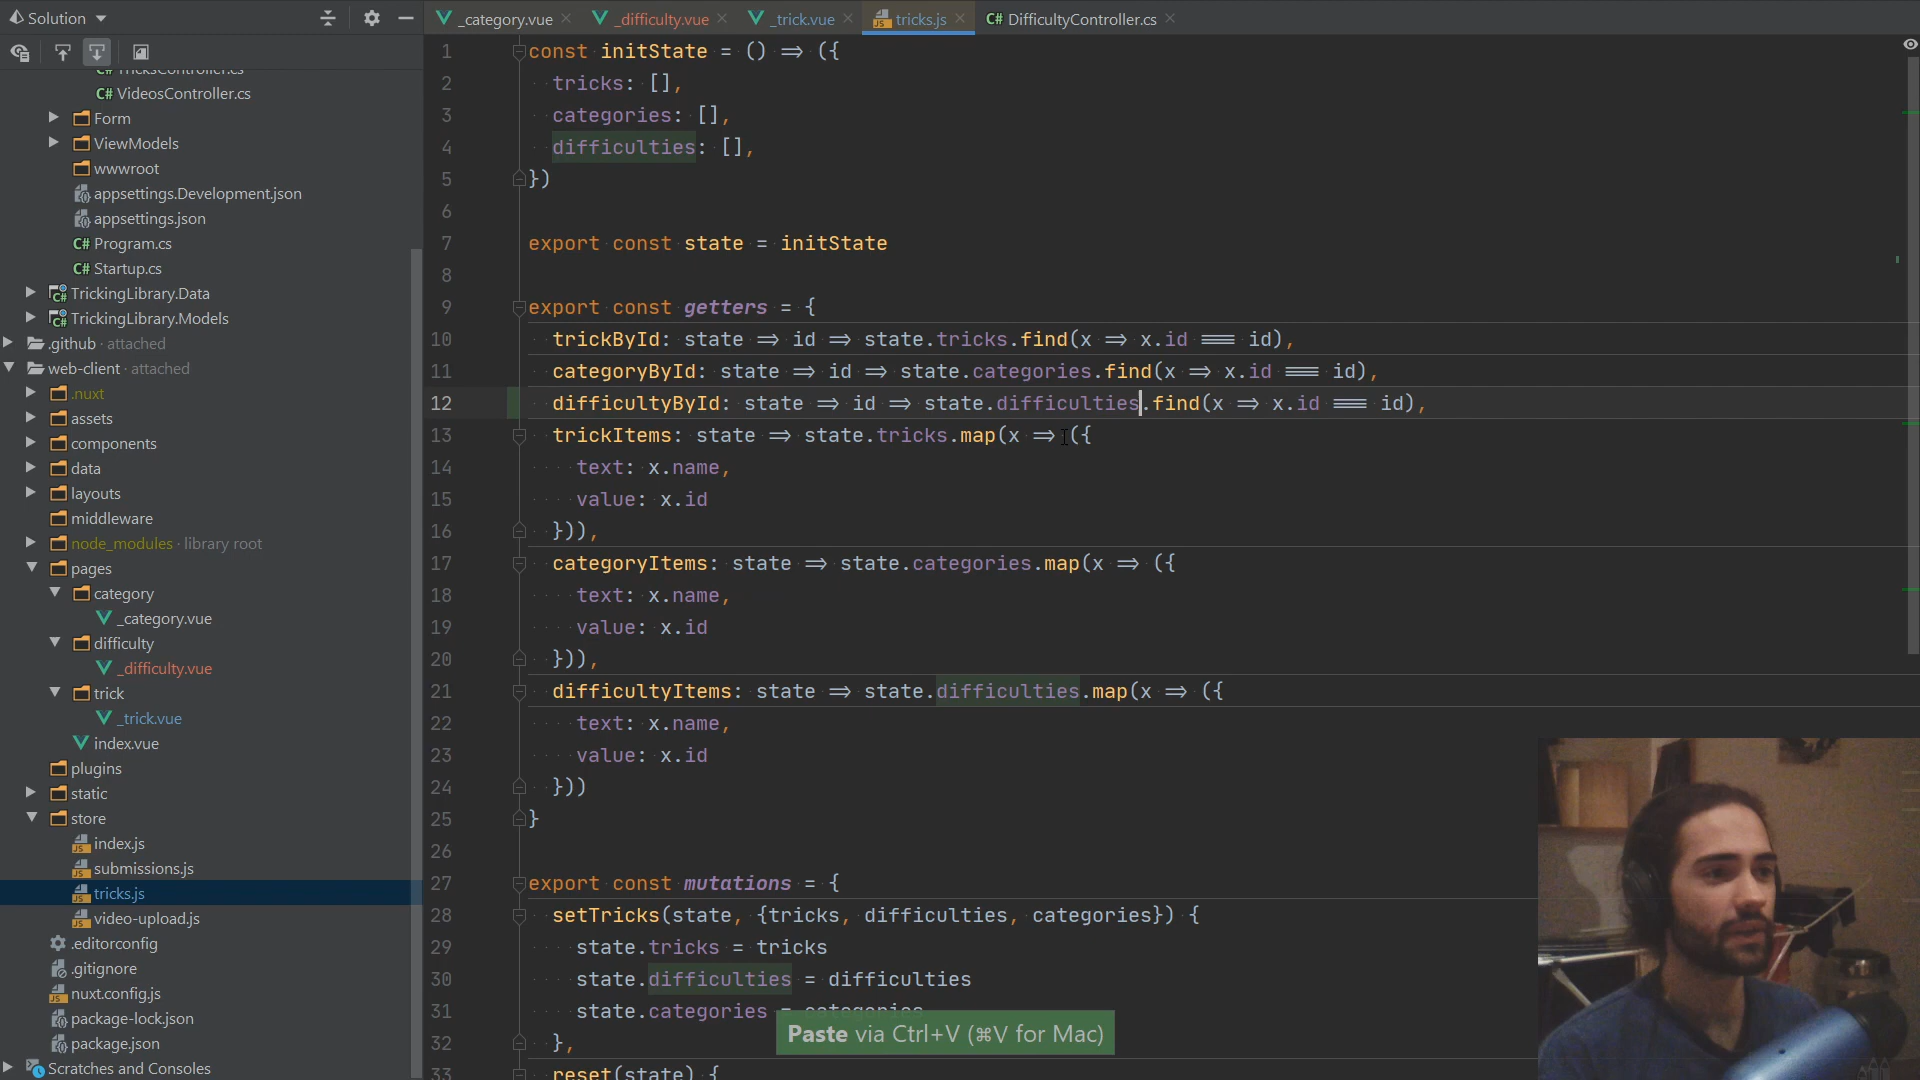 Solution
TricksController.cs
C# VideosController.cs
Form
ViewModels
wwwroot
appsettings.Development.json
appsettings.json
C# Program.cs
C# Startup.cs
TrickingLibrary.Data
TrickingLibrary.Models
.github · attached
web-client · attached
.nuxt
assets
components
data
layouts
middleware
node_modules · library root
pages
category
_category.vue
difficulty
_difficulty.vue
trick
_trick.vue
index.vue
plugins
static
store
index.js
submissions.js
tricks.js
video-upload.js
.editorconfig
.gitignore
nuxt.config.js
package-lock.json
package.json
Scratches and Consoles
_category.vue
_difficulty.vue
_trick.vue
tricks.js
C# DifficultyController.cs
1 const initState = () => ({
2 tricks: [],
3 categories: [],
4 difficulties: [],
5 })
6
7 export const state = initState
8
9 export const getters = {
10 trickById: state => id => state.tricks.find(x => x.id === id),
11 categoryById: state => id => state.categories.find(x => x.id === id),
12 difficultyById: state => id => state.difficulties.find(x => x.id === id),
13 trickItems: state => state.tricks.map(x => ({
14 text: x.name,
15 value: x.id
16 })),
17 categoryItems: state => state.categories.map(x => ({
18 text: x.name,
19 value: x.id
20 })),
21 difficultyItems: state => state.difficulties.map(x => ({
22 text: x.name,
23 value: x.id
24 }))
25 }
26
27 export const mutations = {
28 setTricks(state, {tricks, difficulties, categories}) {
29 state.tricks = tricks
30 state.difficulties = difficulties
31 state.categories = categories
32 },
33 reset(state) {
Paste via Ctrl+V (⌘V for Mac)